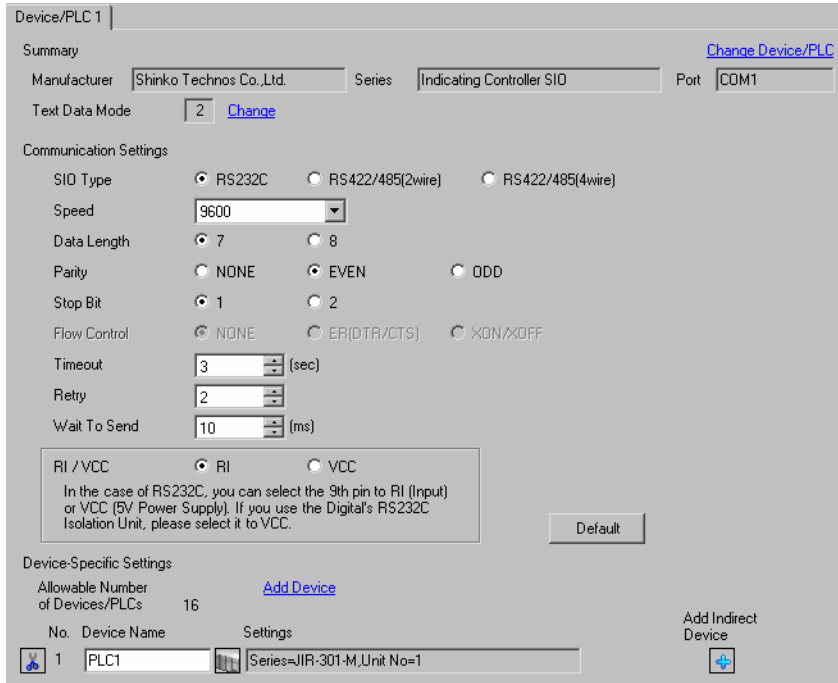 Device/PLC 1
Summary Change Device/PLC
Manufacturer Shinko Technos Co.,Ltd. Series Indicating Controller SIO Port COM1
Text Data Mode 2 Change
Communication Settings
SIO Type RS232C RS422/485(2wire) RS422/485(4wire)
Speed 9600
Data Length 7 8
Parity NONE EVEN ODD
Stop Bit 1 2
Flow Control NONE ER(DTR/CTS) XON/XOFF
Timeout 3 (sec)
Retry 2
Wait To Send 10 (ms)
RI / VCC RI VCC
In the case of RS232C, you can select the 9th pin to RI (Input)
or VCC (5V Power Supply). If you use the Digital's RS232C
Isolation Unit, please select it to VCC.
Default
Device-Specific Settings
Allowable Number Add Device
of Devices/PLCs 16
Add Indirect
No. Device Name Settings Device
1 PLC1 Series=JIR-301-M,Unit No=1